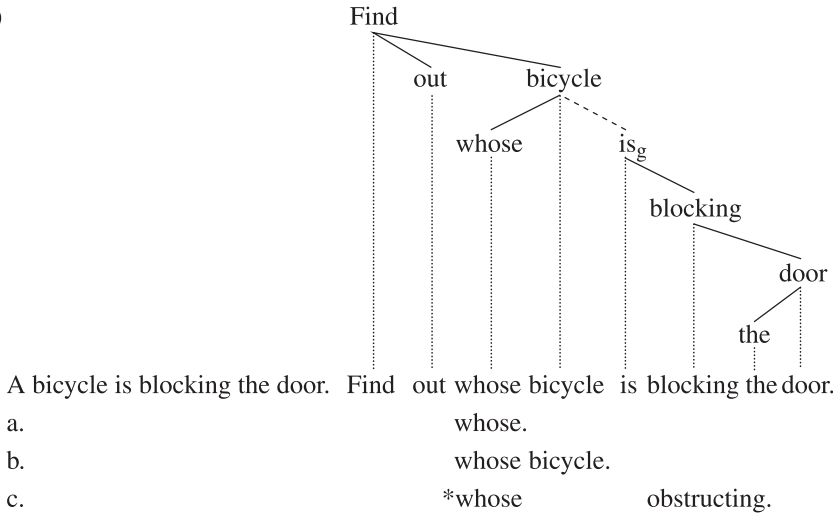 )
Find
out bicycle
whose is_g
blocking
door
the
A bicycle is blocking the door. Find out whose bicycle is blocking the door.
a. whose.
b. whose bicycle.
c. *whose obstructing.